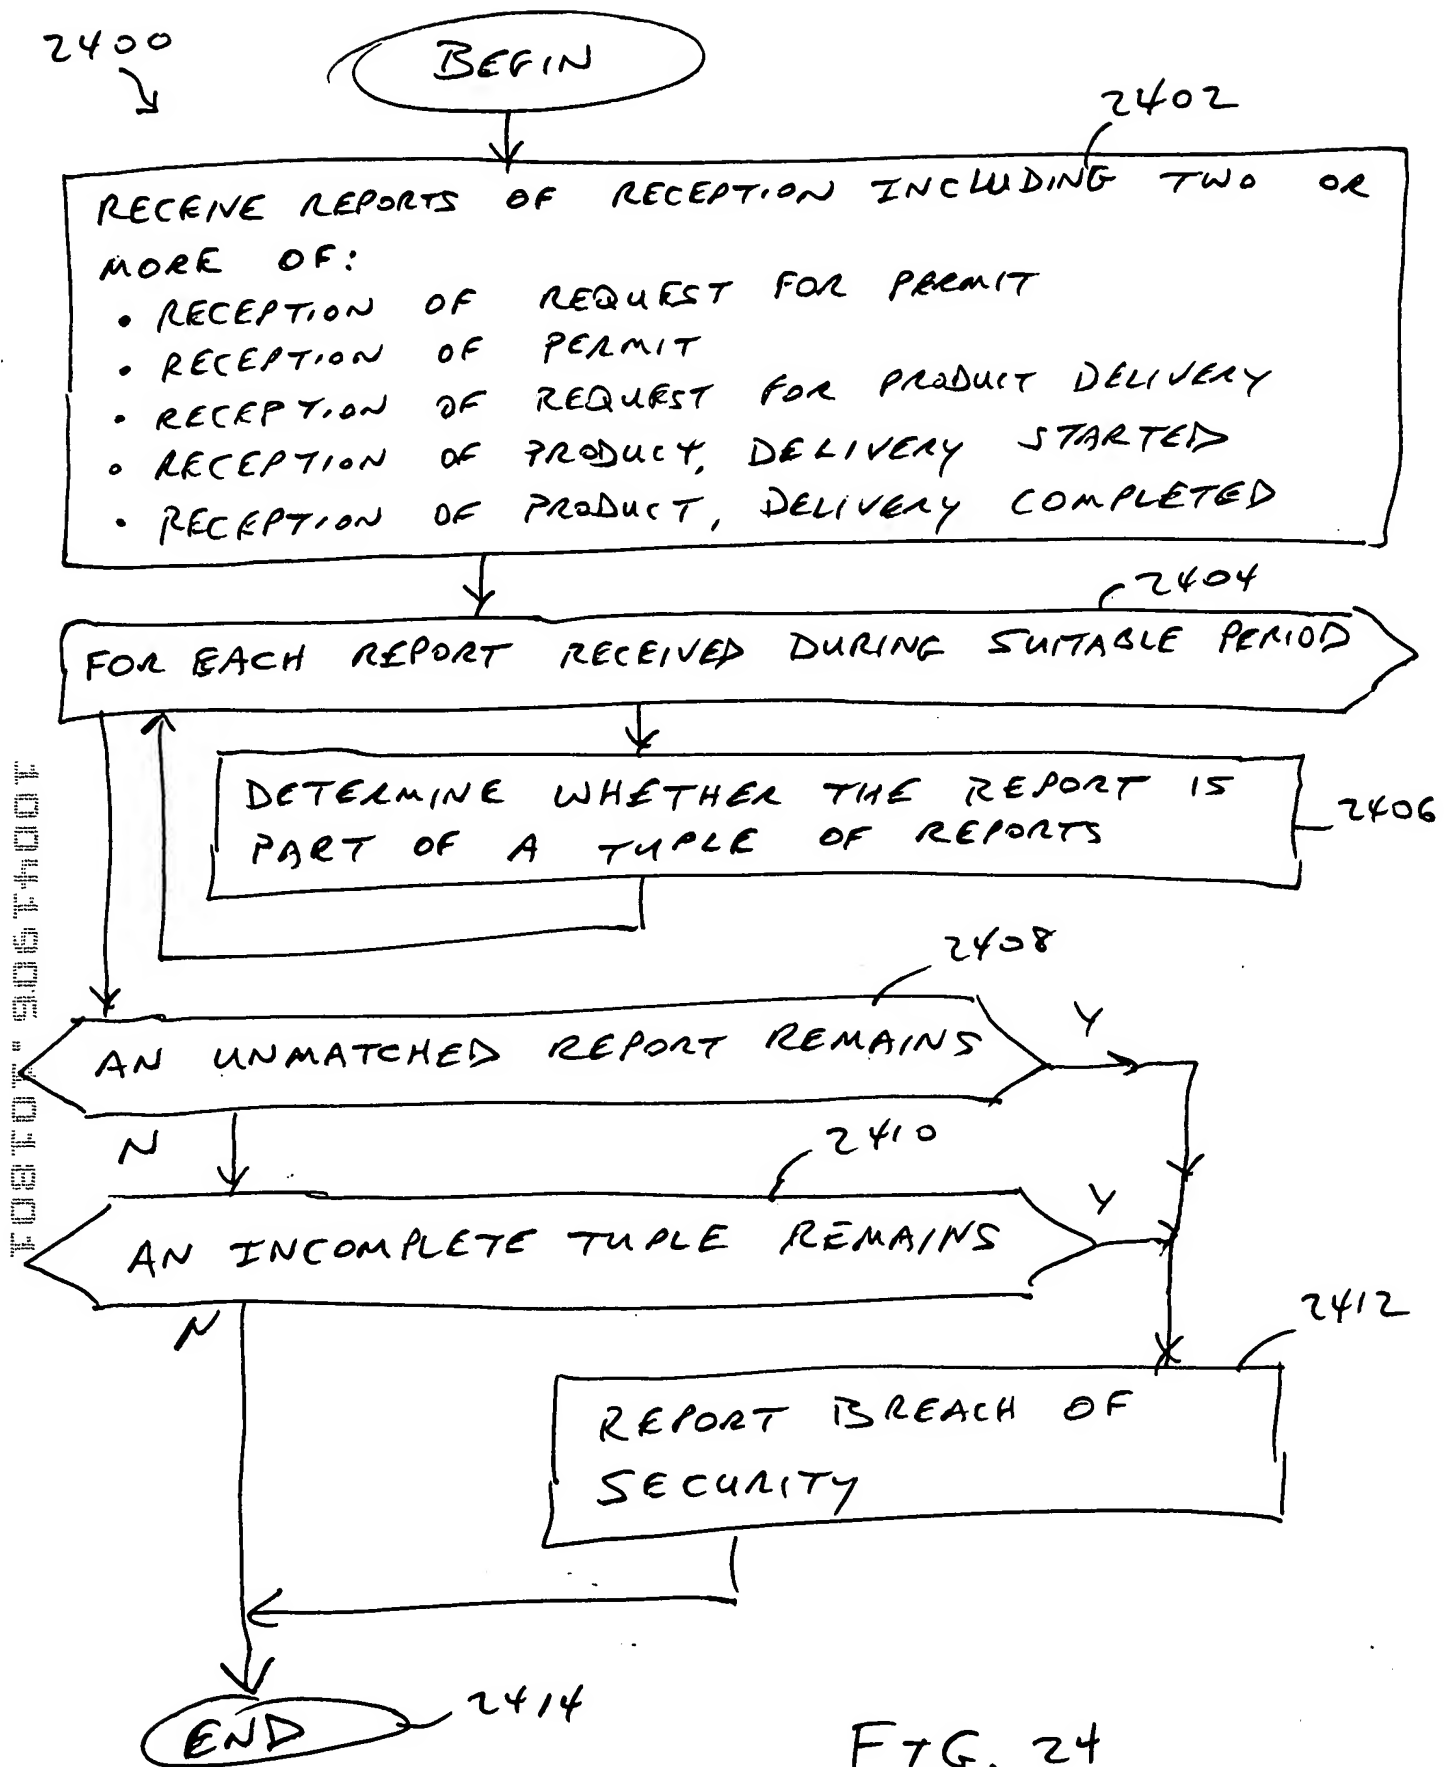 2400
BEGIN
2402
RECEIVE REPORTS OF RECEPTION INCLUDING TWO OR
MORE OF:
• RECEPTION OF REQUEST FOR PERMIT
• RECEPTION OF PERMIT
• RECEPTION OF REQUEST FOR PRODUCT DELIVERY
• RECEPTION OF PRODUCT, DELIVERY STARTED
• RECEPTION OF PRODUCT, DELIVERY COMPLETED
2404
FOR EACH REPORT RECEIVED DURING SUITABLE PERIOD
DETERMINE WHETHER THE REPORT IS
PART OF A TUPLE OF REPORTS
2406
2408
AN UNMATCHED REPORT REMAINS
Y
N
2410
AN INCOMPLETE TUPLE REMAINS
Y
N
2412
REPORT BREACH OF
SECURITY
END
2414
FIG. 24